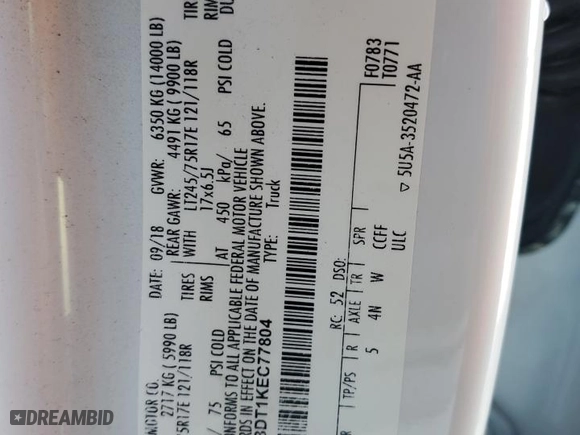 MOTOR CO.
DATE: 09/18 GVWR: 6350 KG (14000 LB)
2717 KG ( 5990 LB) REAR GAWR: 4491 KG ( 9900 LB)
75R17E 121/118R TIRES WITH LT245/75R17E 121/118R TIR
RIMS 17x6.5J RIM
/ 75 PSI COLD AT 450 kPa/ 65 PSI COLD DU
CONFORMS TO ALL APPLICABLE FEDERAL MOTOR VEHICLE
RDS IN EFFECT ON THE DATE OF MANUFACTURE SHOWN ABOVE.
DT1KEC77804 TYPE: Truck
F0783
RC: 52 DSO: T0771
TP/PS R AXLE TR SPR
5 4N W CCFF
ULC
▽ 5U5A-3520472-AA
DREAMBID